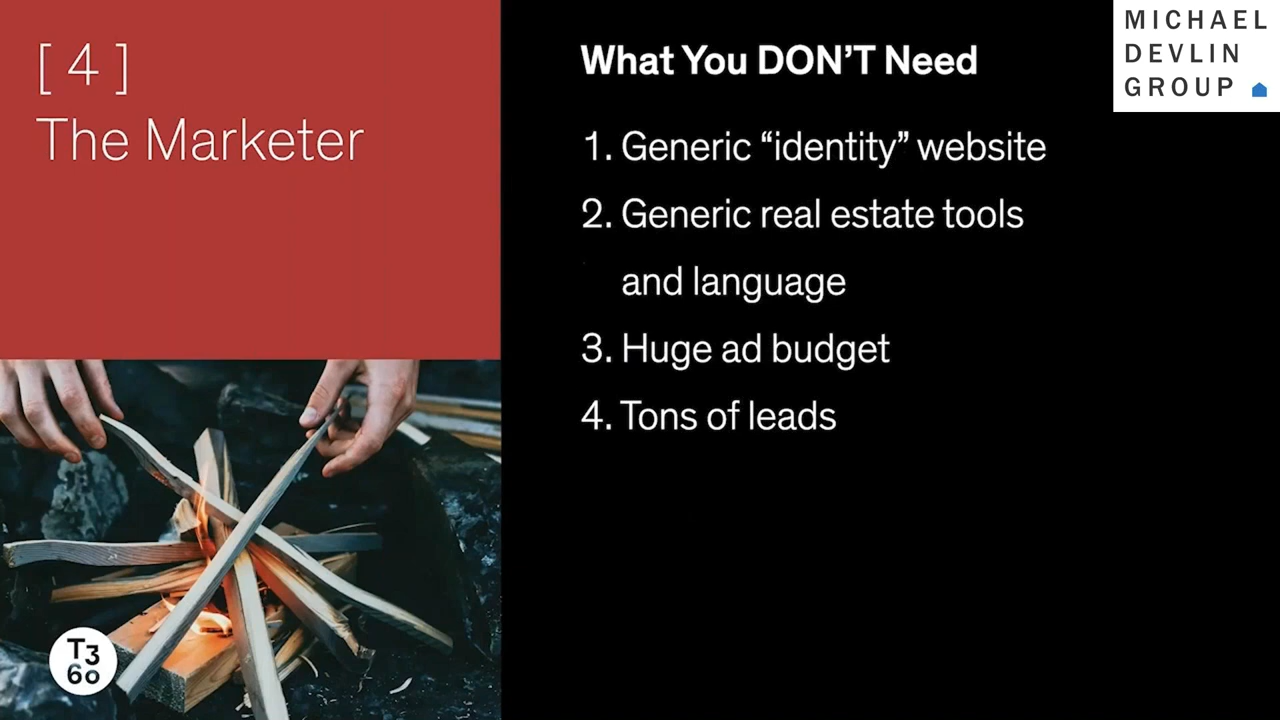 [ 4 ]
The Marketer
What You DON’T Need
1. Generic “identity” website
2. Generic real estate tools
and language
3. Huge ad budget
4. Tons of leads
MICHAEL
DEVLIN
GROUP
T3
60